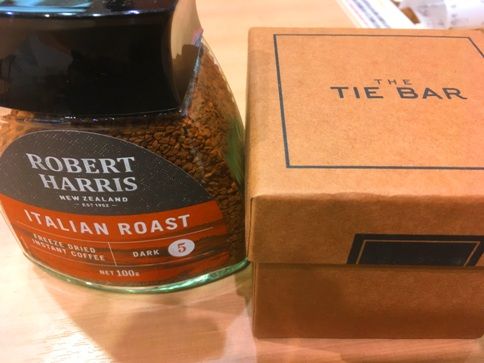 ROBERT
HARRIS
NEW ZEALAND
EST 1952
ITALIAN ROAST
FREEZE DRIED
INSTANT COFFEE
DARK 5
NET 100g
THE
TIE BAR